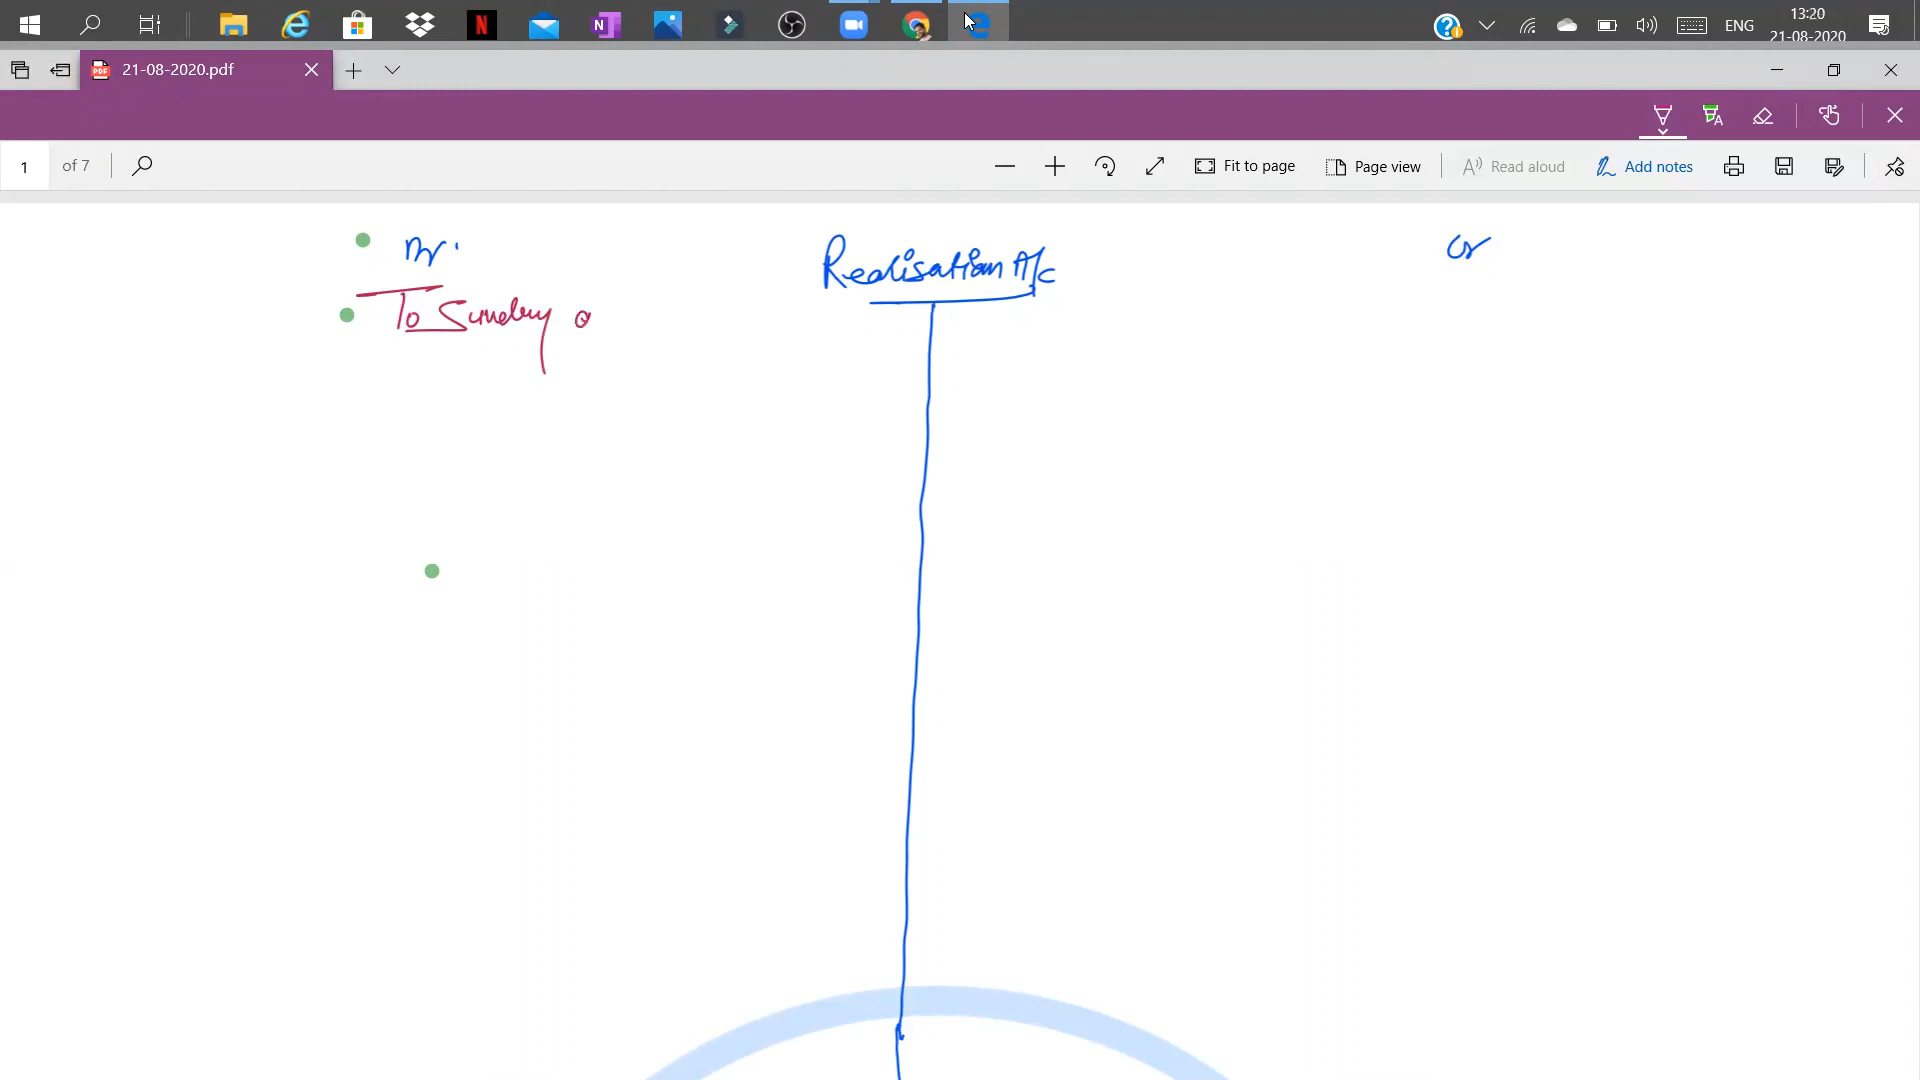 13:20
ENG
21-08-2020
21-08-2020.pdf
1 of 7
Fit to page
Page view
Read aloud
Add notes
Dr.
Realisation A/c
Cr
To Sundry a